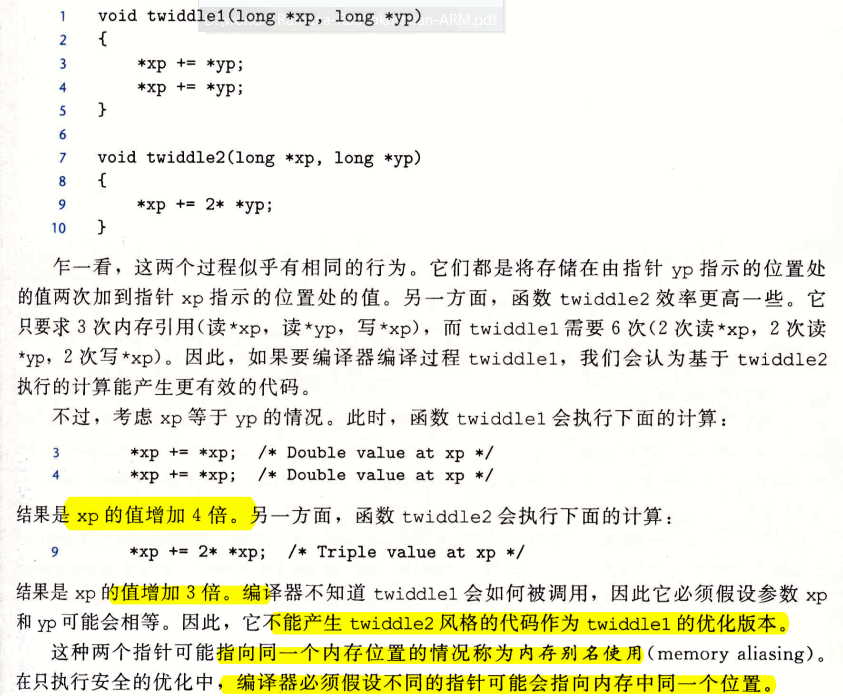 1 void twiddle1(long *xp, long *yp)
2 {
3 *xp += *yp;
4 *xp += *yp;
5 }
6
7 void twiddle2(long *xp, long *yp)
8 {
9 *xp += 2* *yp;
10 }
乍一看，这两个过程似乎有相同的行为。它们都是将存储在由指针 yp 指示的位置处
的值两次加到指针 xp 指示的位置处的值。另一方面，函数 twiddle2 效率更高一些。它
只要求 3 次内存引用(读*xp，读*yp，写*xp)，而 twiddle1 需要 6 次(2 次读*xp，2 次读
*yp，2 次写*xp)。因此，如果要编译器编译过程 twiddle1，我们会认为基于 twiddle2
执行的计算能产生更有效的代码。
不过，考虑 xp 等于 yp 的情况。此时，函数 twiddle1 会执行下面的计算：
3 *xp += *xp; /* Double value at xp */
4 *xp += *xp; /* Double value at xp */
结果是 xp 的值增加 4 倍。另一方面，函数 twiddle2 会执行下面的计算：
9 *xp += 2* *xp; /* Triple value at xp */
结果是 xp 的值增加 3 倍。编译器不知道 twiddle1 会如何被调用，因此它必须假设参数 xp
和 yp 可能会相等。因此，它不能产生 twiddle2 风格的代码作为 twiddle1 的优化版本。
这种两个指针可能指向同一个内存位置的情况称为内存别名使用(memory aliasing)。
在只执行安全的优化中，编译器必须假设不同的指针可能会指向内存中同一个位置。